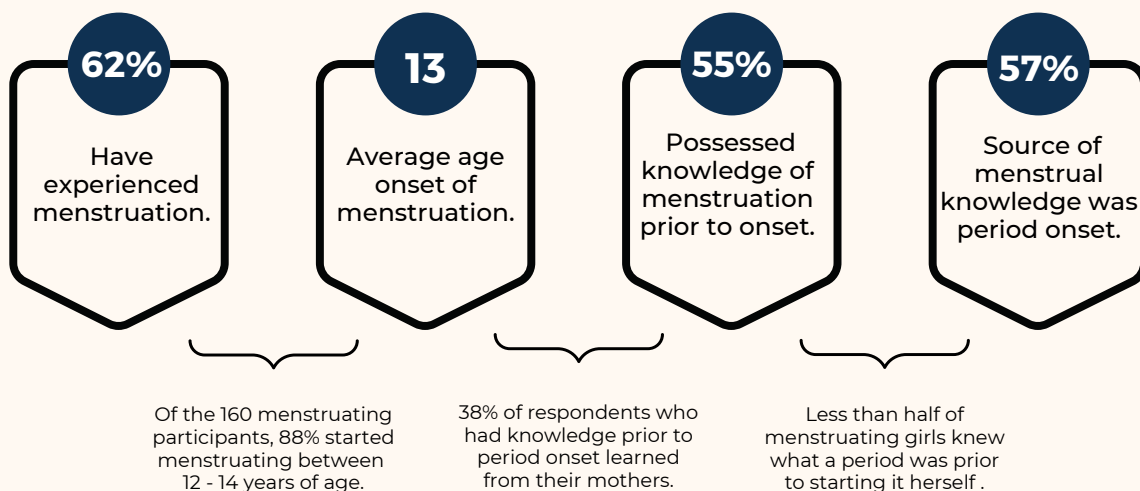 62%
Have
experienced
menstruation.
13
Average age
onset of
menstruation.
55%
Possessed
knowledge of
menstruation
prior to onset.
57%
Source of
menstrual
knowledge was
period onset.
Of the 160 menstruating
participants, 88% started
menstruating between
12 - 14 years of age.
38% of respondents who
had knowledge prior to
period onset learned
from their mothers.
Less than half of
menstruating girls knew
what a period was prior
to starting it herself .